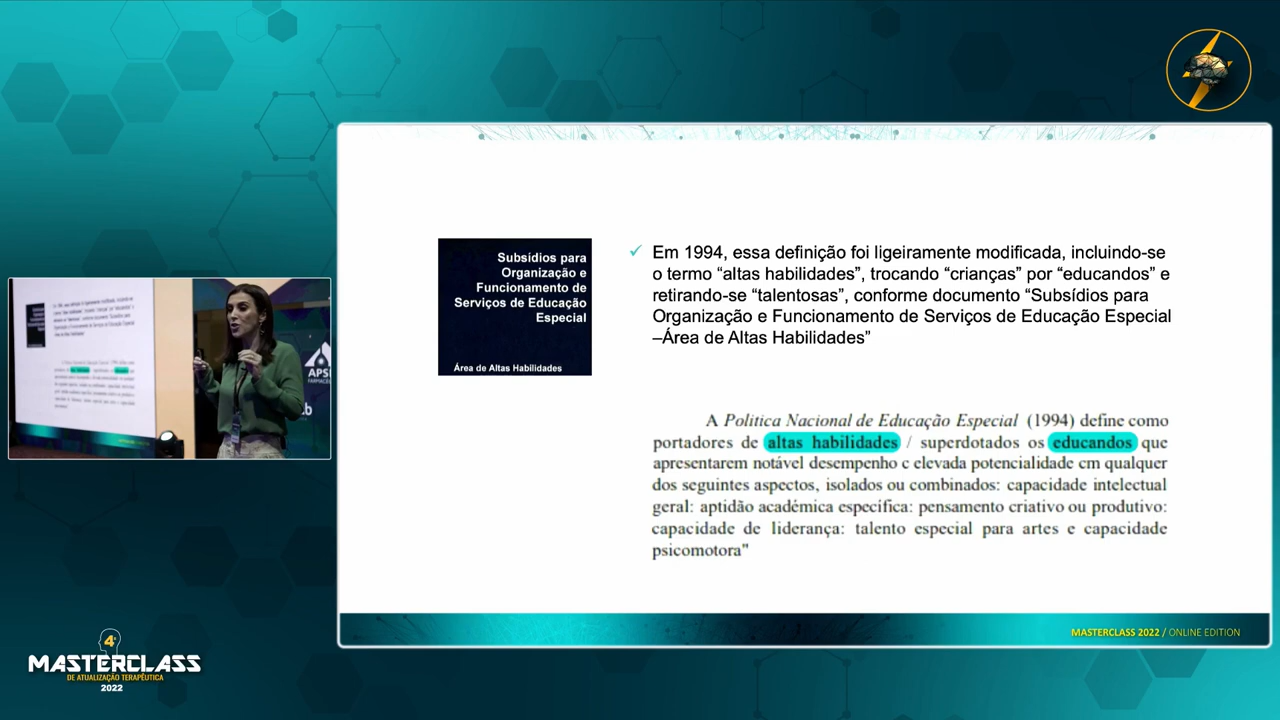 Subsídios para
Organização e
Funcionamento de
Serviços de Educação
Especial
Área de Altas Habilidades
✓ Em 1994, essa definição foi ligeiramente modificada, incluindo-se
o termo “altas habilidades”, trocando “crianças” por “educandos” e
retirando-se “talentosas”, conforme documento “Subsídios para
Organização e Funcionamento de Serviços de Educação Especial
–Área de Altas Habilidades”
A Politica Nacional de Educação Especial (1994) define como
portadores de altas habilidades / superdotados os educandos que
apresentarem notável desempenho e elevada potencialidade em qualquer
dos seguintes aspectos, isolados ou combinados: capacidade intelectual
geral: aptidão académica específica: pensamento criativo ou produtivo:
capacidade de liderança: talento especial para artes e capacidade
psicomotora"
MASTERCLASS 2022 / ONLINE EDITION
APS
FARMACÊU
4ª
MASTERCLASS
DE ATUALIZAÇÃO TERAPÊUTICA
2022